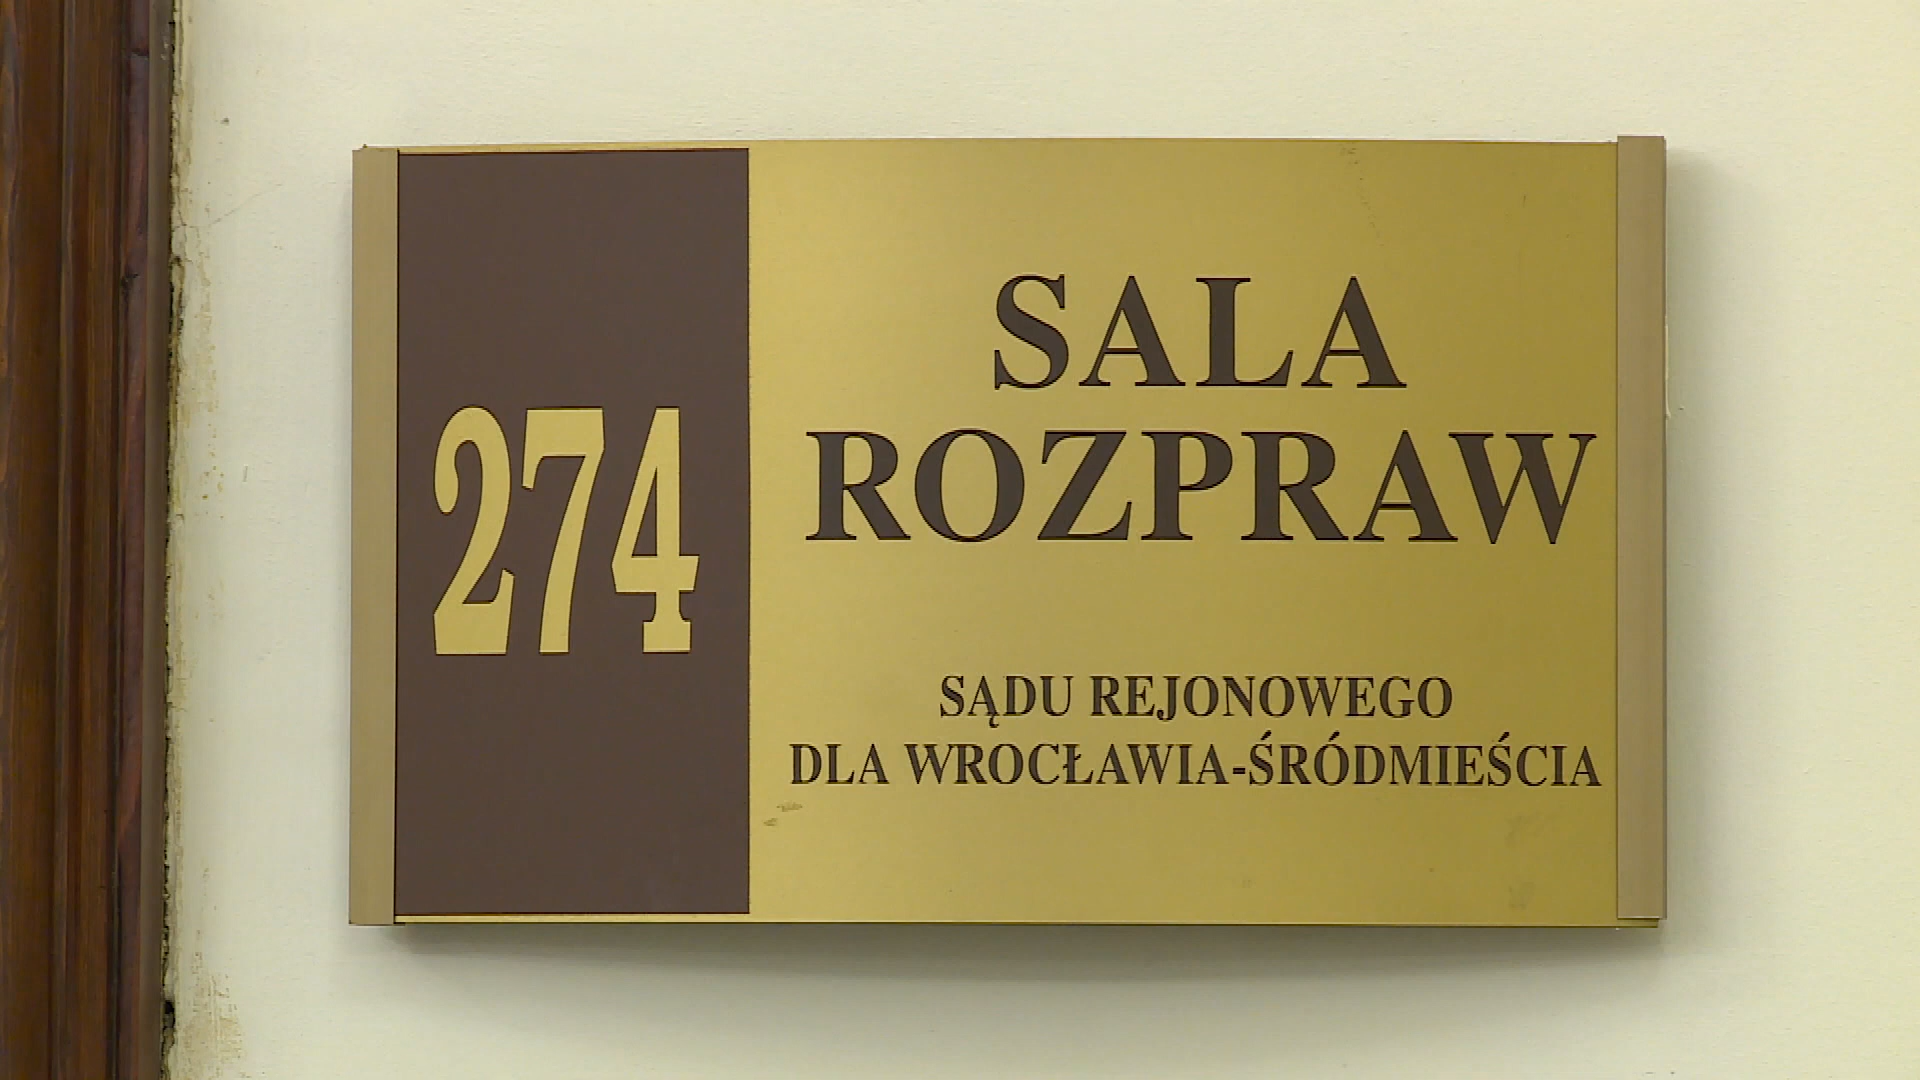 274
SALA
ROZPRAW
SĄDU REJONOWEGO
DLA WROCŁAWIA-ŚRÓDMIEŚCIA